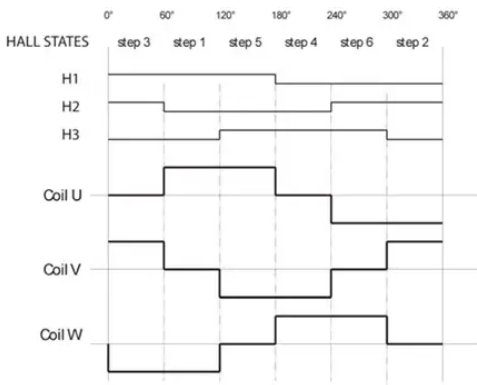 0° 60° 120° 180° 240° 300° 360°
HALL STATES step 3 step 1 step 5 step 4 step 6 step 2
H1
H2
H3
Coil U
Coil V
Coil W